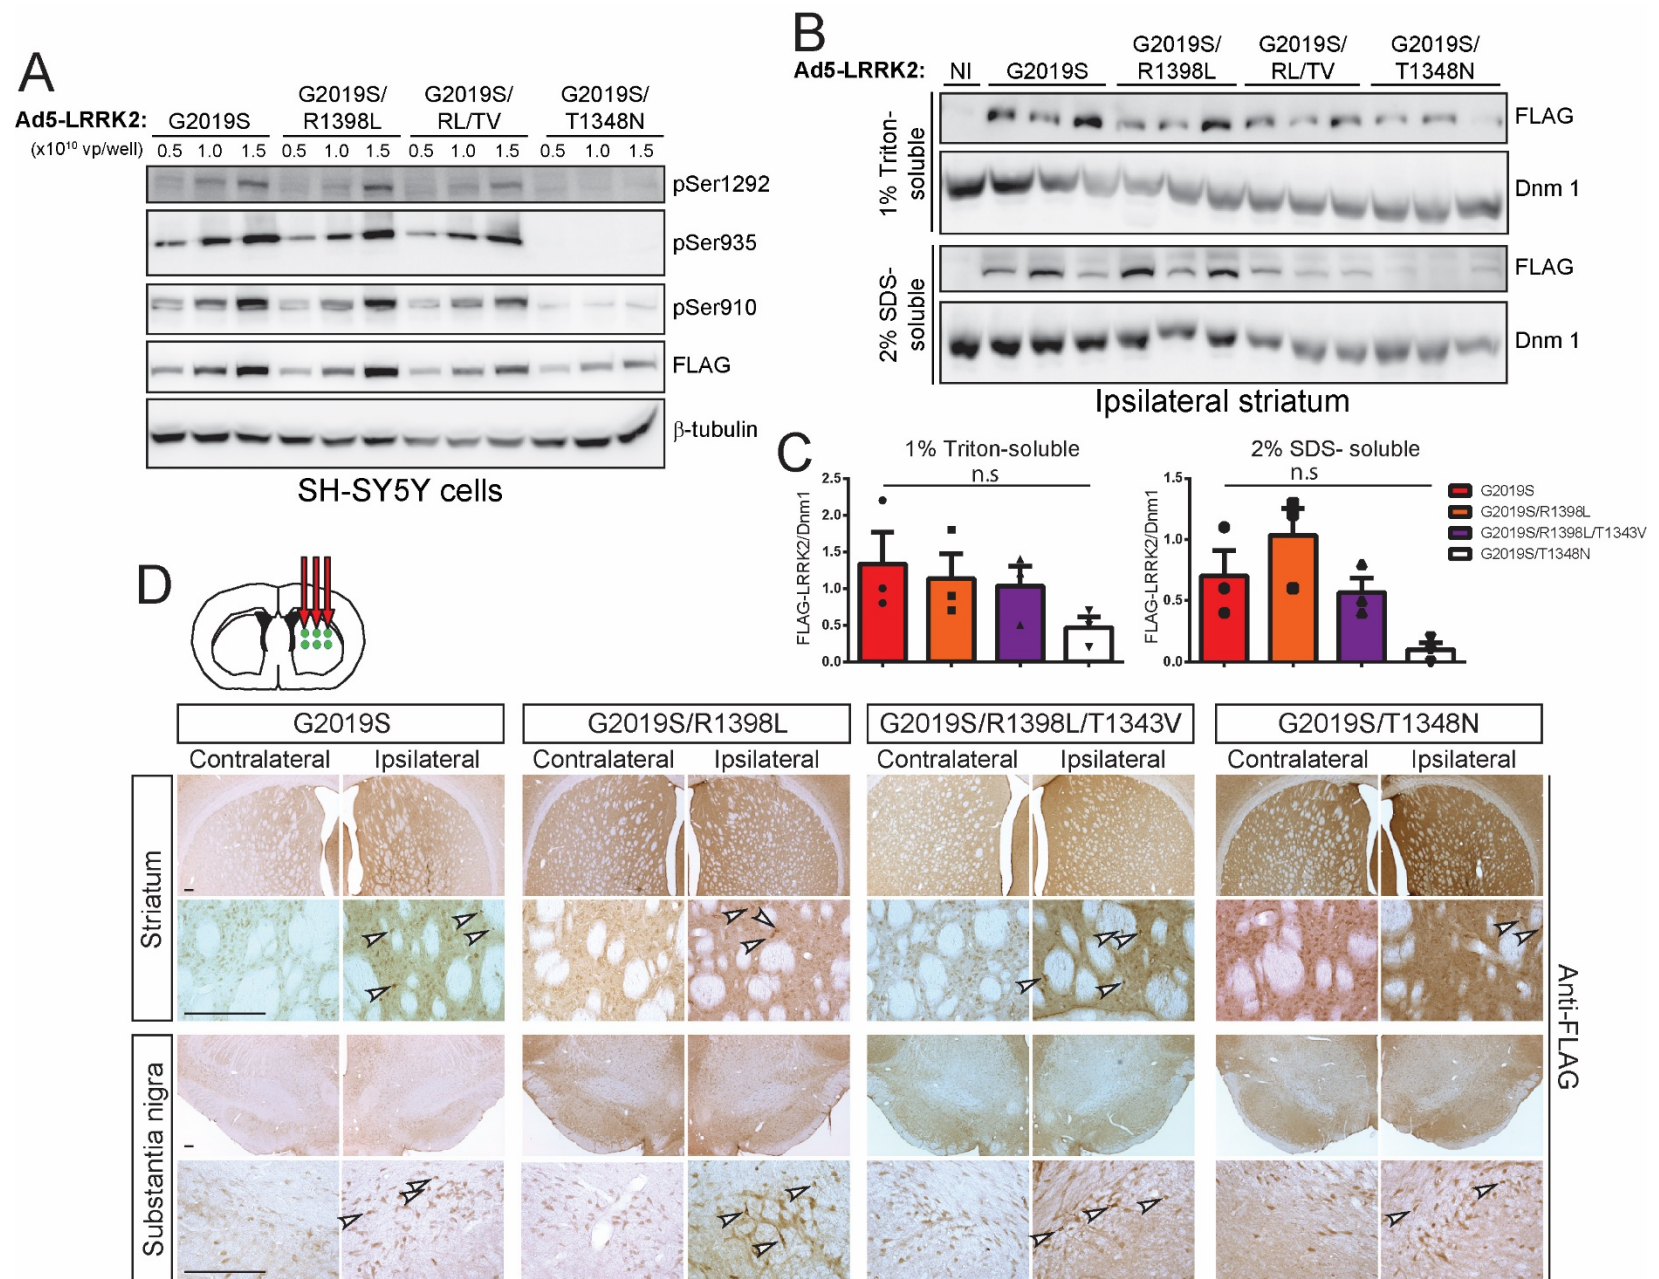 A
Ad5-LRRK2:
G2019S
G2019S/
R1398L
G2019S/
RL/TV
G2019S/
T1348N
(x10¹⁰ vp/well)
0.5 1.0 1.5 0.5 1.0 1.5 0.5 1.0 1.5 0.5 1.0 1.5
pSer1292
pSer935
pSer910
FLAG
β-tubulin
SH-SY5Y cells
B
Ad5-LRRK2:
NI
G2019S
G2019S/
R1398L
G2019S/
RL/TV
G2019S/
T1348N
1% Triton-
soluble
FLAG
Dnm 1
2% SDS-
soluble
FLAG
Dnm 1
Ipsilateral striatum
C
1% Triton-soluble
n.s
FLAG-LRRK2/Dnm1
2.5
2.0
1.5
1.0
0.5
0.0
2% SDS- soluble
n.s
FLAG-LRRK2/Dnm1
1.5
1.0
0.5
0.0
G2019S
G2019S/R1398L
G2019S/R1398L/T1343V
G2019S/T1348N
D
G2019S
G2019S/R1398L
G2019S/R1398L/T1343V
G2019S/T1348N
Contralateral Ipsilateral
Contralateral Ipsilateral
Contralateral Ipsilateral
Contralateral Ipsilateral
Striatum
Substantia nigra
Anti-FLAG